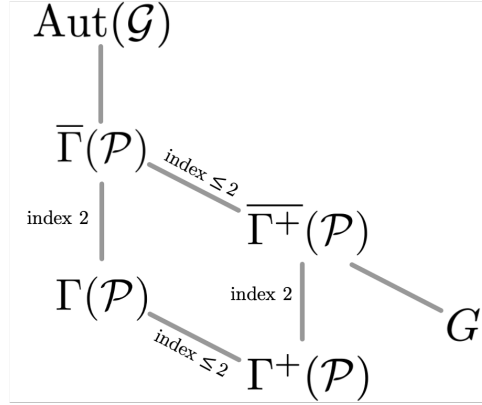 Aut(𝒢)
Γ̅(𝒫)
index ≤ 2
index 2
Γ̅⁺̅(𝒫)
Γ(𝒫)
index 2
G
index ≤ 2
Γ⁺(𝒫)